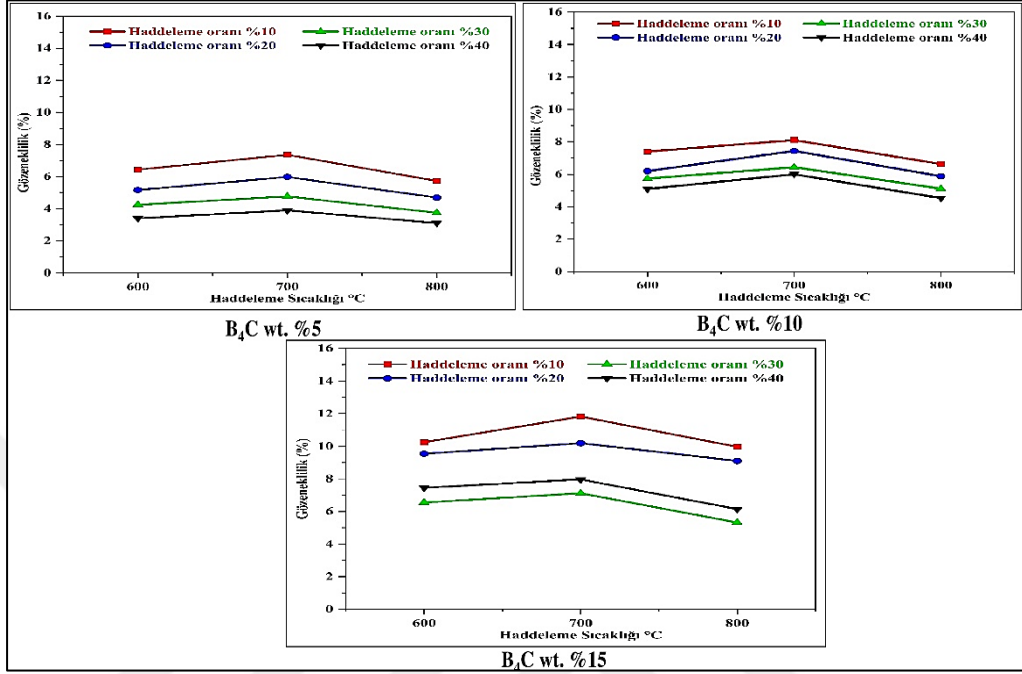 16
14
12
10
8
6
4
2
0
Gözeneklilik (%)
Haddeleme oranı %10
Haddeleme oranı %30
Haddeleme oranı %20
Haddeleme oranı %40
600
700
800
Haddeleme Sıcaklığı °C
B₄C wt. %5
16
14
12
10
8
6
4
2
0
Gözeneklilik (%)
Haddeleme oranı %10
Haddeleme oranı %30
Haddeleme oranı %20
Haddeleme oranı %40
600
700
800
Haddeleme Sıcaklığı °C
B₄C wt. %10
16
14
12
10
8
6
4
2
0
Gözeneklilik (%)
Haddeleme oranı %10
Haddeleme oranı %30
Haddeleme oranı %20
Haddeleme oranı %40
600
700
800
Haddeleme Sıcaklığı °C
B₄C wt. %15